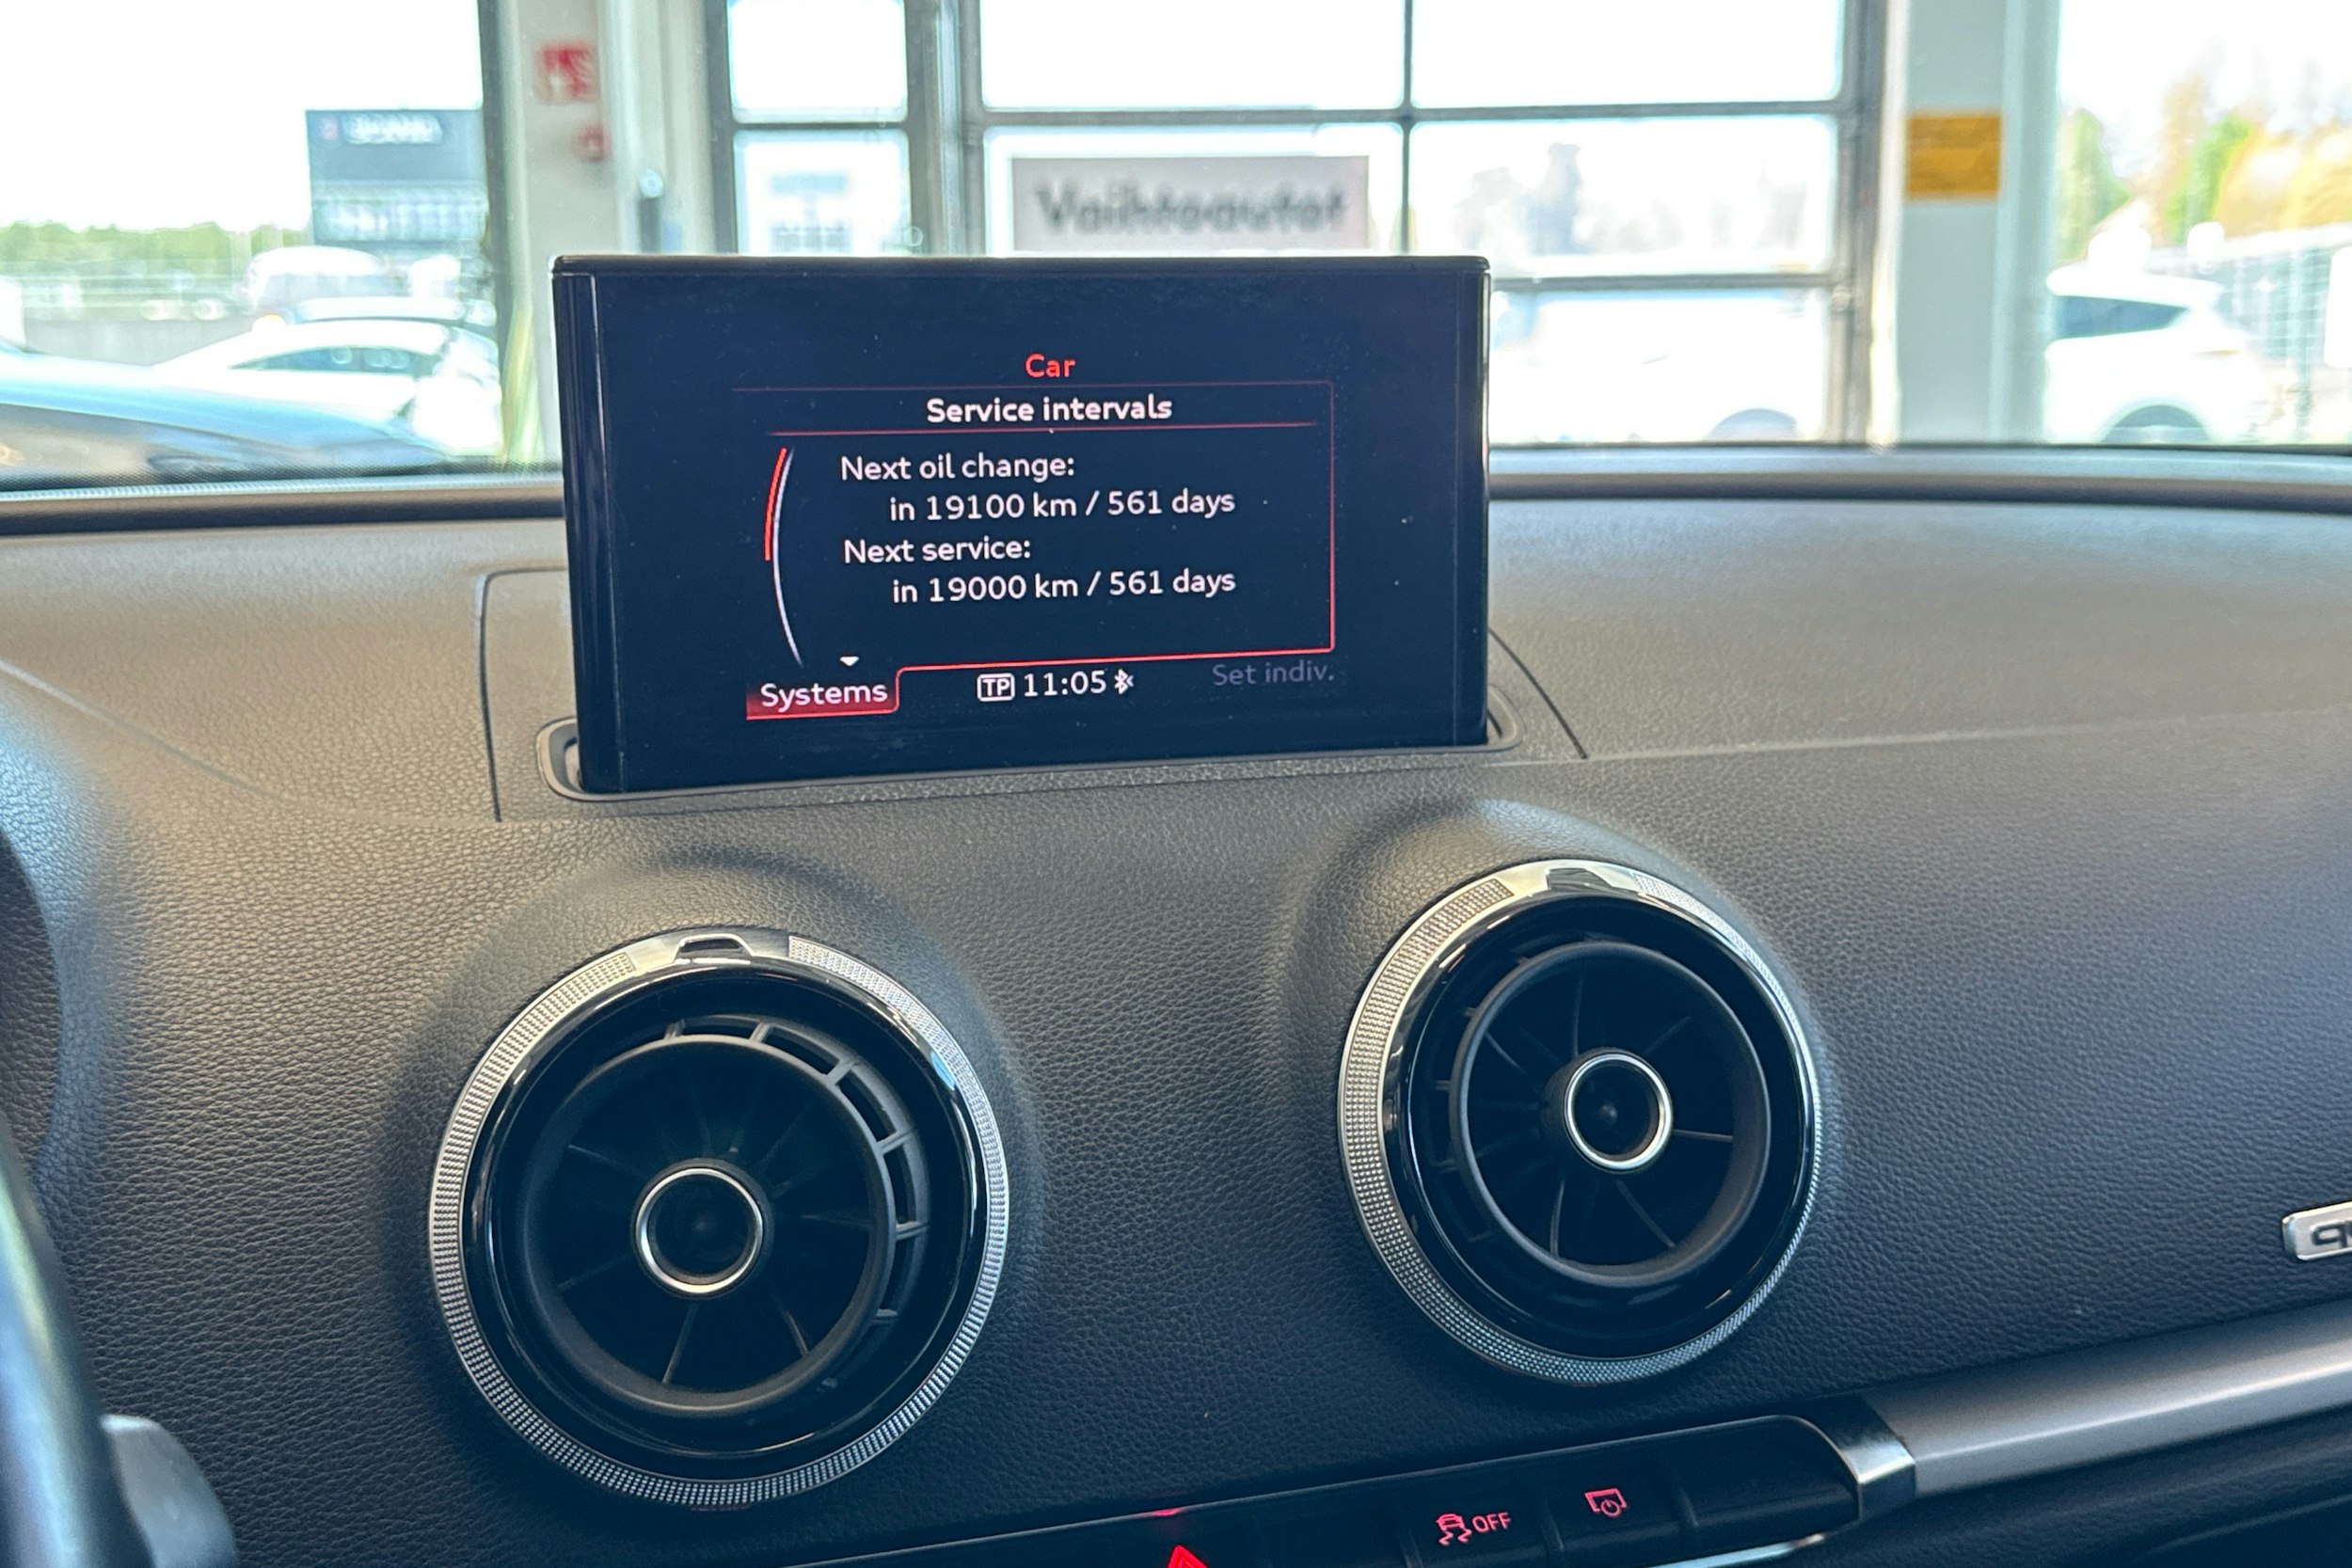 Vaihtoautot
Car
Service intervals
Next oil change:
in 19100 km / 561 days
Next service:
in 19000 km / 561 days
Systems
TP 11:05
Set indiv.
OFF